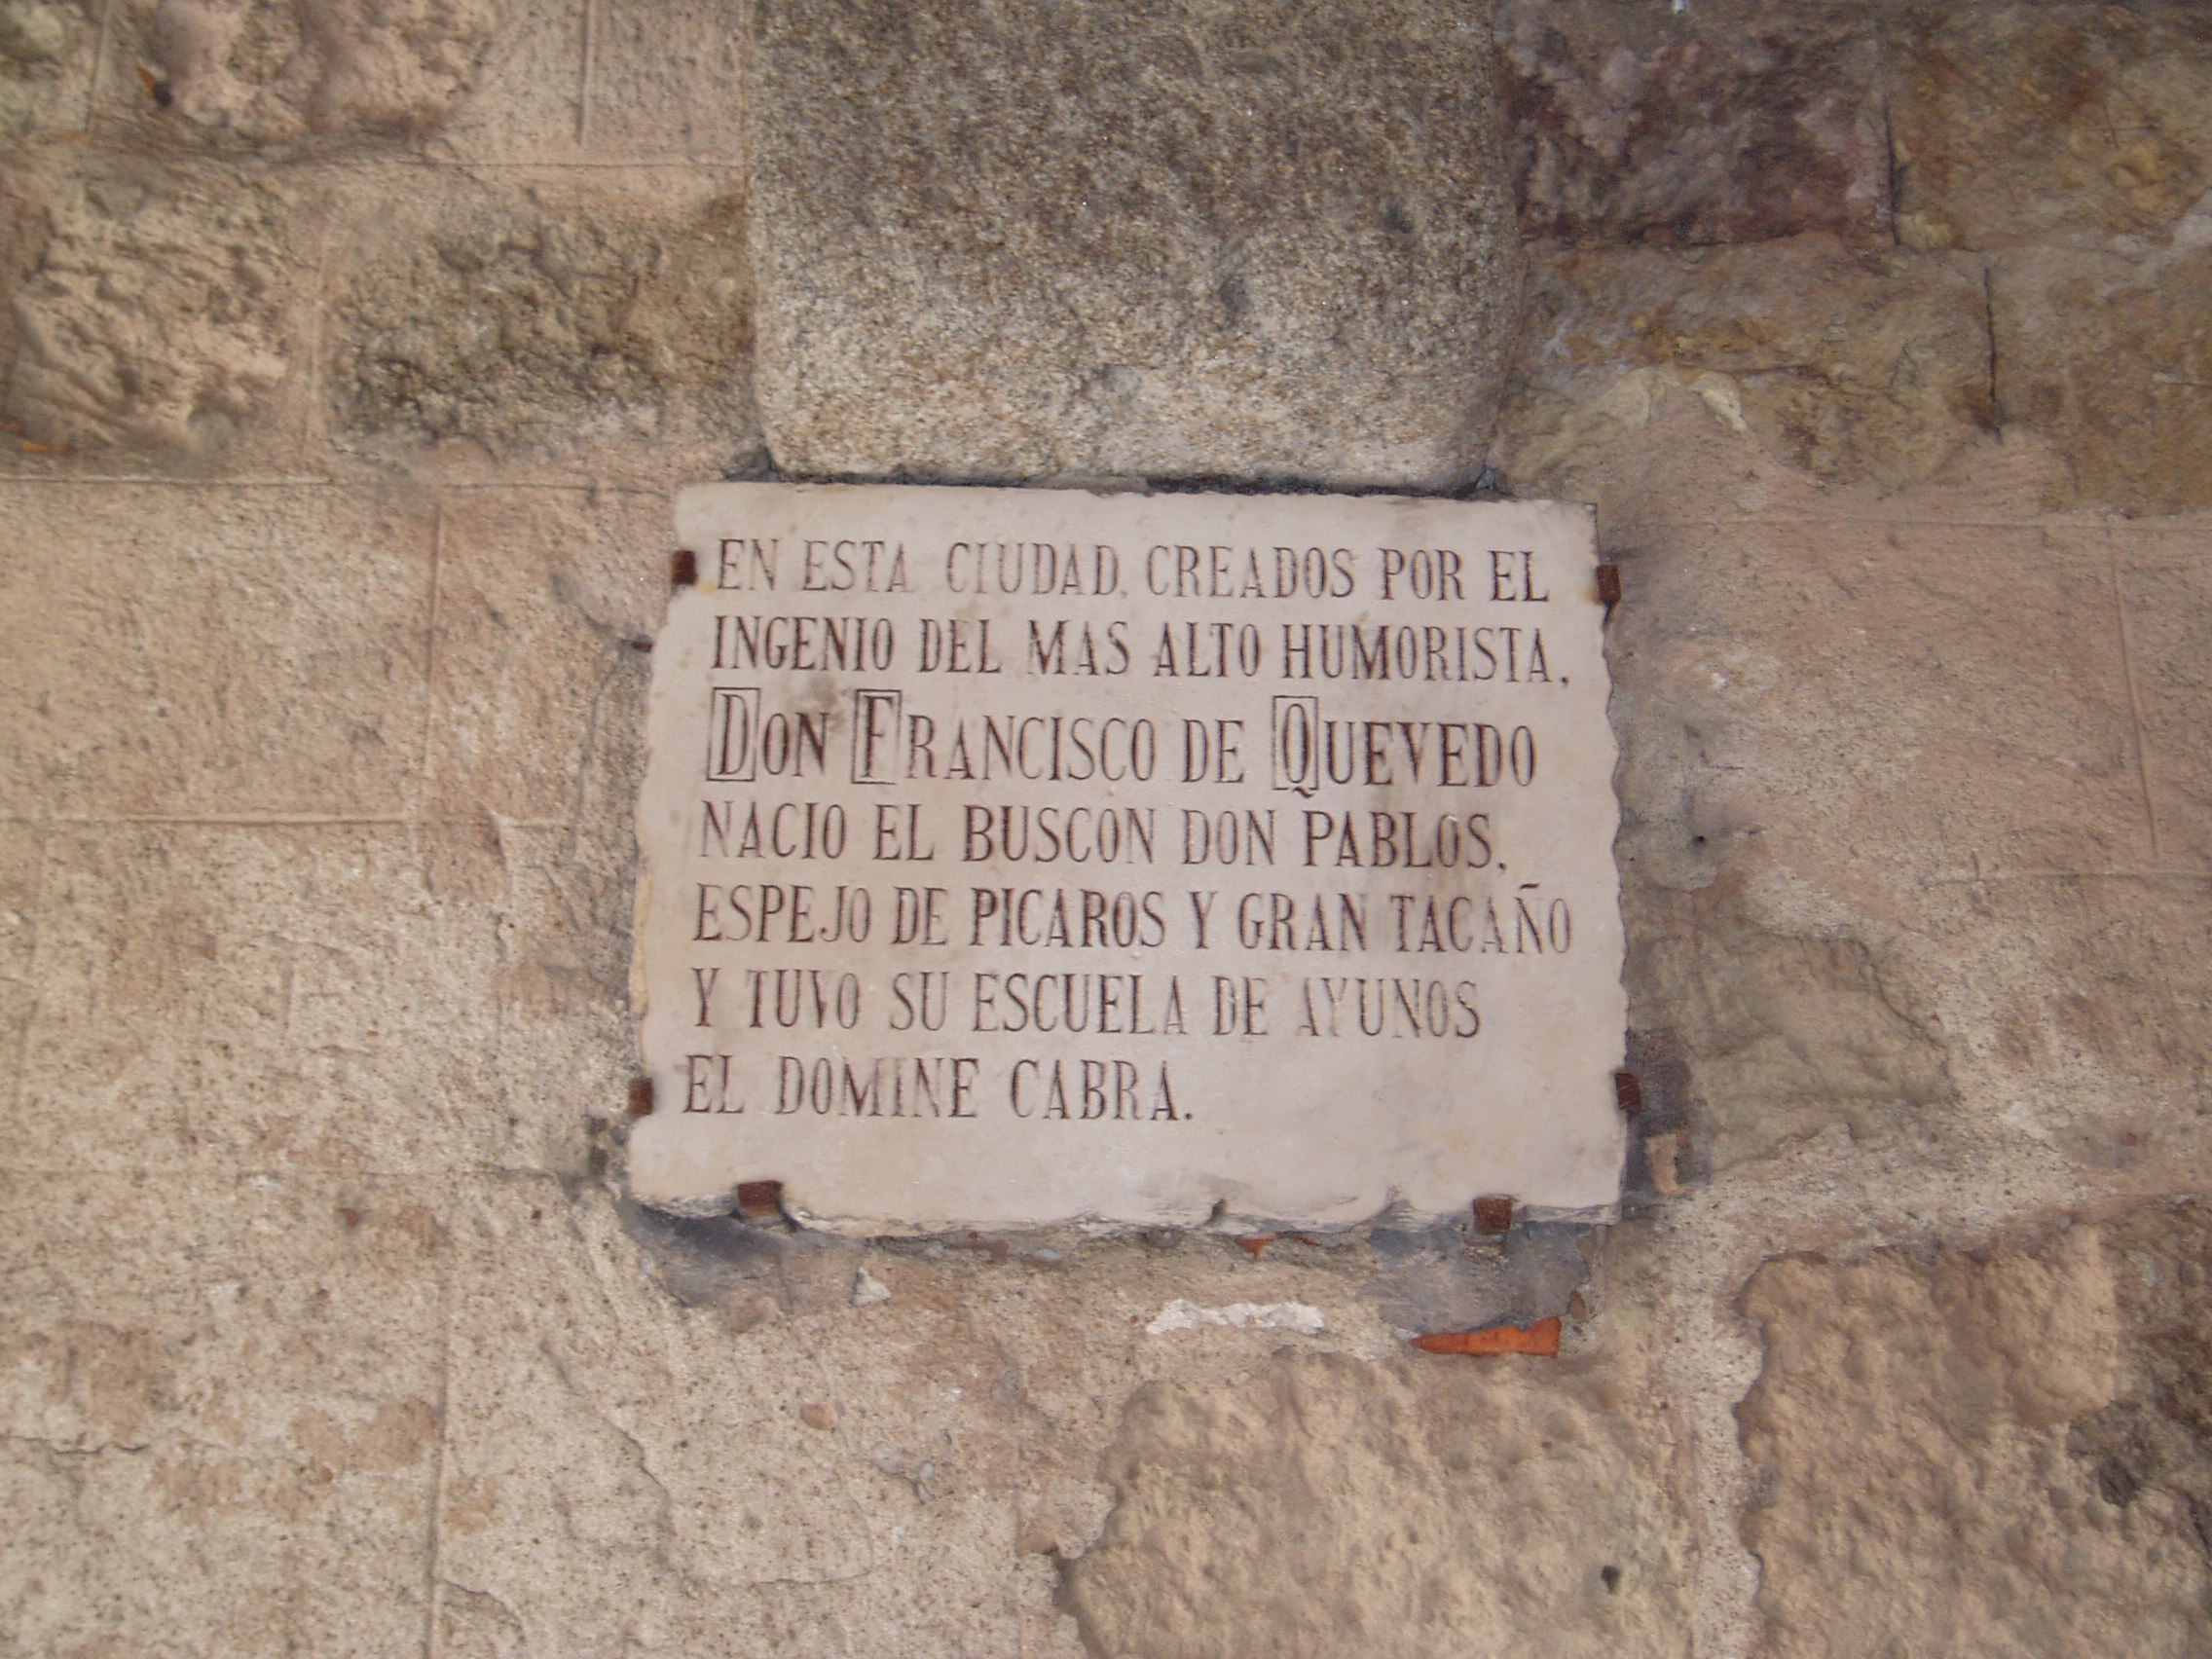 EN ESTA CIUDAD, CREADOS POR EL
INGENIO DEL MAS ALTO HUMORISTA,
DON FRANCISCO DE QUEVEDO
NACIO EL BUSCON DON PABLOS,
ESPEJO DE PICAROS Y GRAN TACAÑO
Y TUVO SU ESCUELA DE AYUNOS
EL DOMINE CABRA.